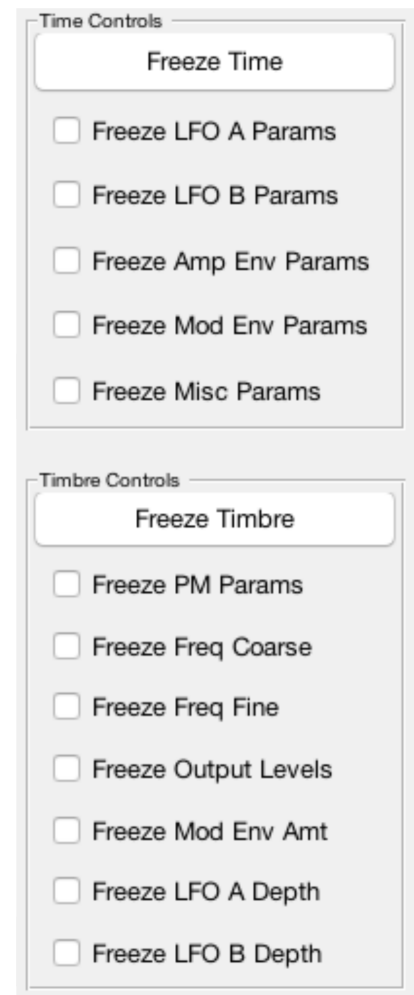 Time Controls
Freeze Time
Freeze LFO A Params
Freeze LFO B Params
Freeze Amp Env Params
Freeze Mod Env Params
Freeze Misc Params
Timbre Controls
Freeze Timbre
Freeze PM Params
Freeze Freq Coarse
Freeze Freq Fine
Freeze Output Levels
Freeze Mod Env Amt
Freeze LFO A Depth
Freeze LFO B Depth